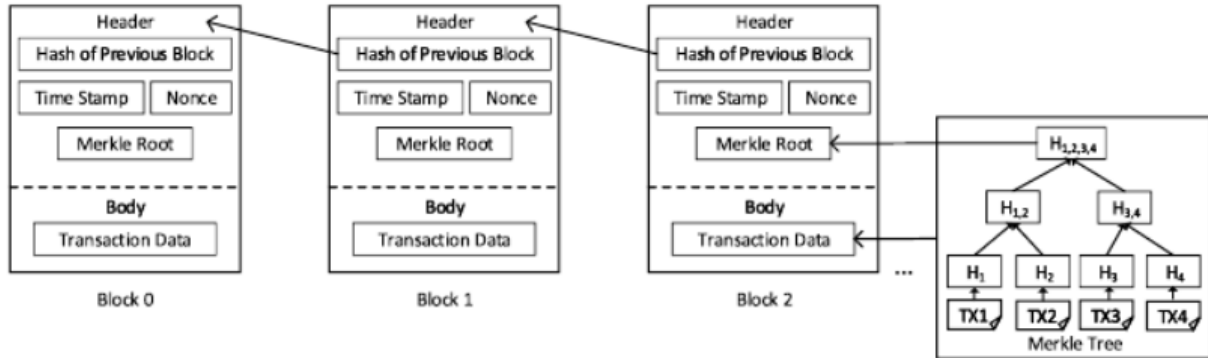 Header
Hash of Previous Block
Time Stamp
Nonce
Merkle Root
Body
Transaction Data
Block 0
Header
Hash of Previous Block
Time Stamp
Nonce
Merkle Root
Body
Transaction Data
Block 1
Header
Hash of Previous Block
Time Stamp
Nonce
Merkle Root
Body
Transaction Data
Block 2
...
H1,2,3,4
H1,2
H3,4
H1
H2
H3
H4
TX1
TX2
TX3
TX4
Merkle Tree